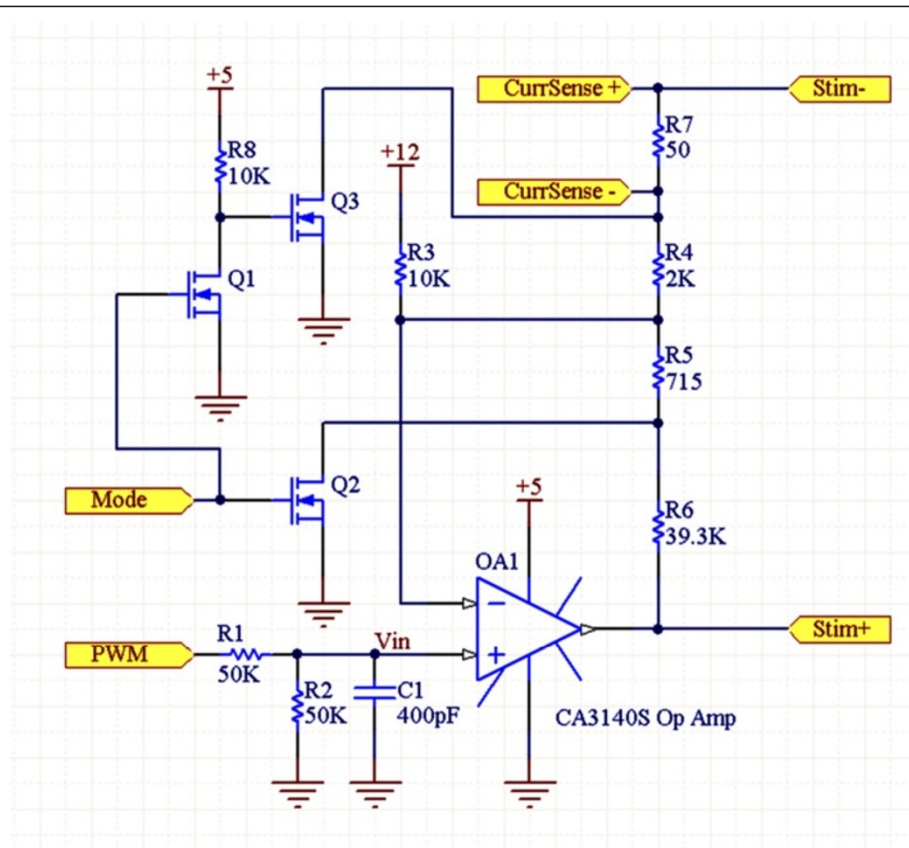 +5
CurrSense +
Stim-
R7
50
R8
10K
+12
CurrSense -
Q3
R3
10K
R4
2K
Q1
R5
715
Mode
Q2
+5
R6
39.3K
OA1
PWM
R1
50K
Vin
Stim+
R2
50K
C1
400pF
CA3140S Op Amp